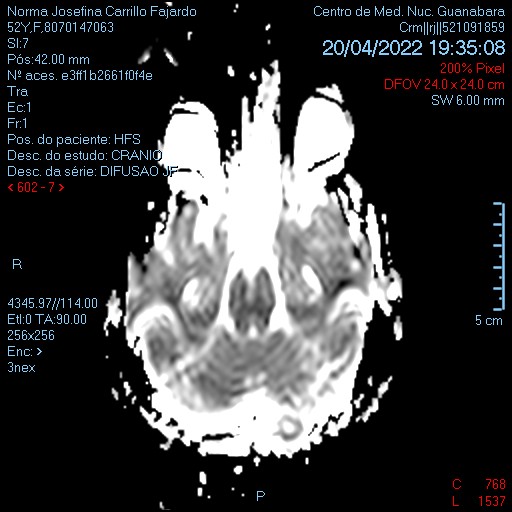 Norma Josefina Carrillo Fajardo
52Y,F,8070147063
Sl:7
Pós:42.00 mm
Nº aces. e3ff1b2661f0f4e
Tra
Ec:1
Fr:1
Pos. do paciente: HFS
Desc. do estudo: CRANIO
Desc. da série: DIFUSAO JF
< 602 - 7 >
Centro de Med. Nuc. Guanabara
Crm||rj||521091859
20/04/2022 19:35:08
200% Pixel
DFOV 24.0 x 24.0 cm
SW 6.00 mm
R
5 cm
4345.97//114.00
Etl:0 TA:90.00
256x256
Enc: >
3nex
P
C 768
L 1537